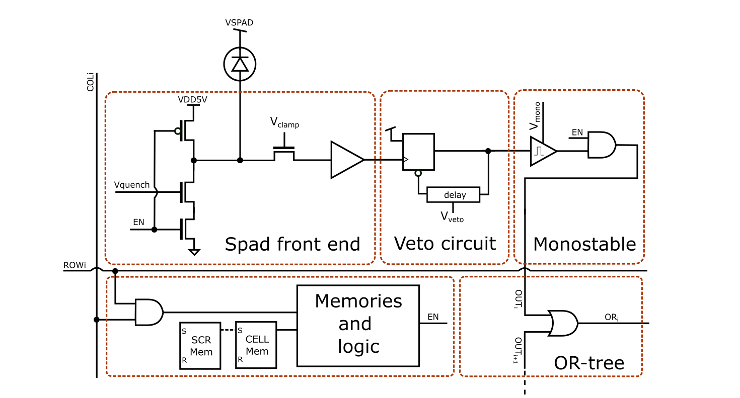 VSPAD
COLi
VDD5V
Vclamp
Vquench
EN
Spad front end
delay
Vveto
Veto circuit
Vmono
EN
Monostable
ROWi
SCR
Mem
S
R
CELL
Mem
S
R
Memories
and
logic
EN
OUTi
OUTi+1
ORi
OR-tree